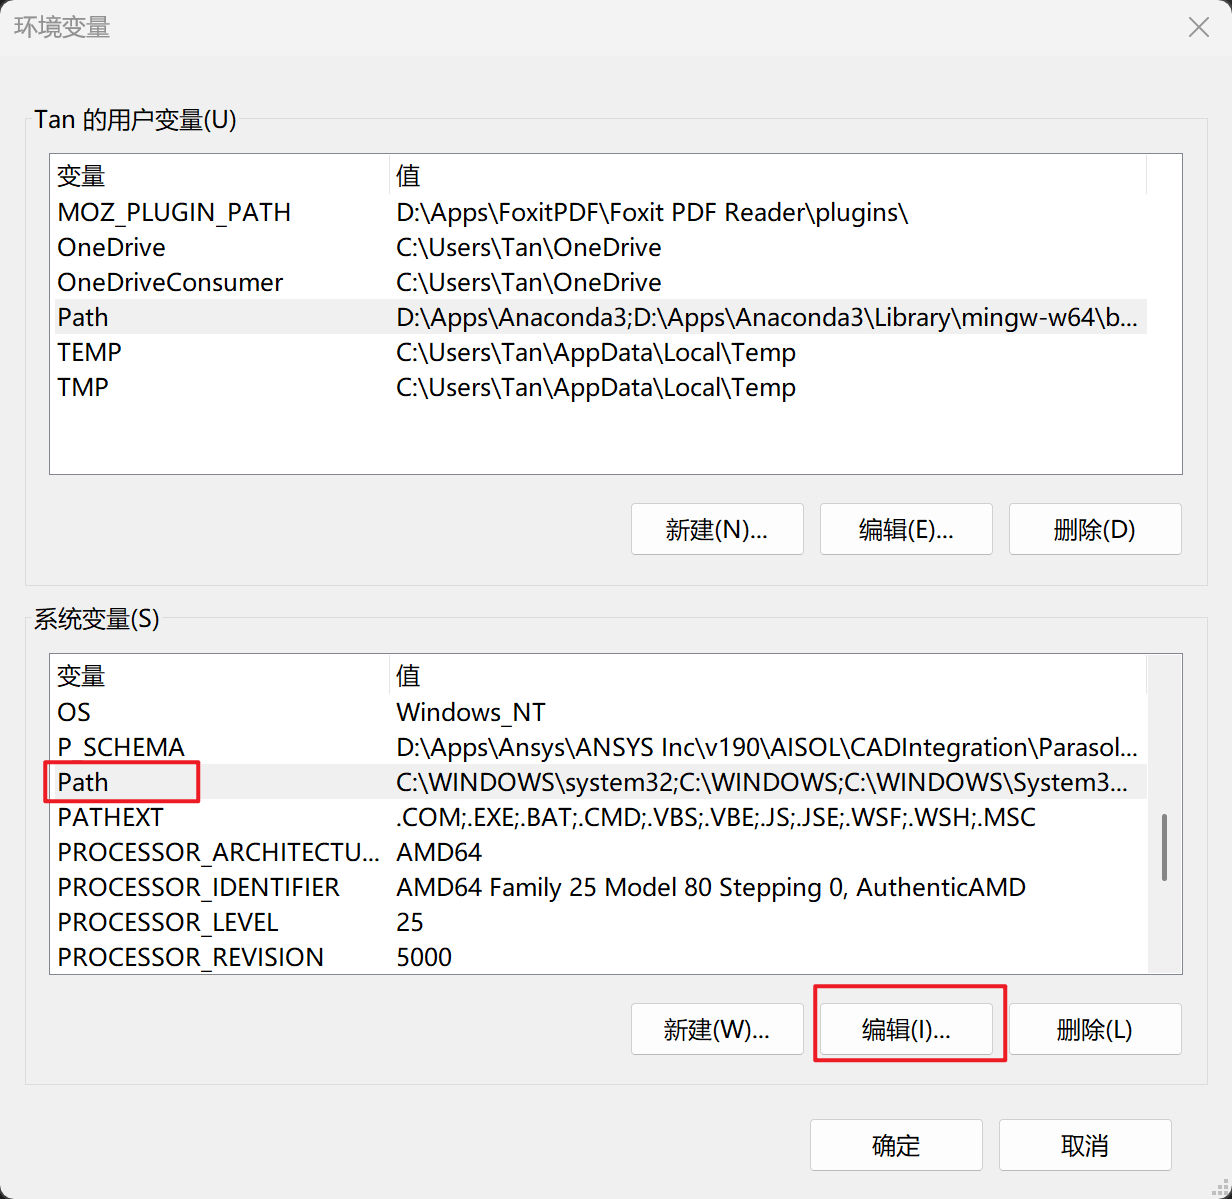 环境变量
Tan 的用户变量(U)
变量 值
MOZ_PLUGIN_PATH D:\Apps\FoxitPDF\Foxit PDF Reader\plugins\
OneDrive C:\Users\Tan\OneDrive
OneDriveConsumer C:\Users\Tan\OneDrive
Path D:\Apps\Anaconda3;D:\Apps\Anaconda3\Library\mingw-w64\b...
TEMP C:\Users\Tan\AppData\Local\Temp
TMP C:\Users\Tan\AppData\Local\Temp
新建(N)... 编辑(E)... 删除(D)
系统变量(S)
变量 值
OS Windows_NT
P_SCHEMA D:\Apps\Ansys\ANSYS Inc\v190\AISOL\CADIntegration\Parasol...
Path C:\WINDOWS\system32;C:\WINDOWS;C:\WINDOWS\System3...
PATHEXT .COM;.EXE;.BAT;.CMD;.VBS;.VBE;.JS;.JSE;.WSF;.WSH;.MSC
PROCESSOR_ARCHITECTU... AMD64
PROCESSOR_IDENTIFIER AMD64 Family 25 Model 80 Stepping 0, AuthenticAMD
PROCESSOR_LEVEL 25
PROCESSOR_REVISION 5000
新建(W)... 编辑(I)... 删除(L)
确定 取消